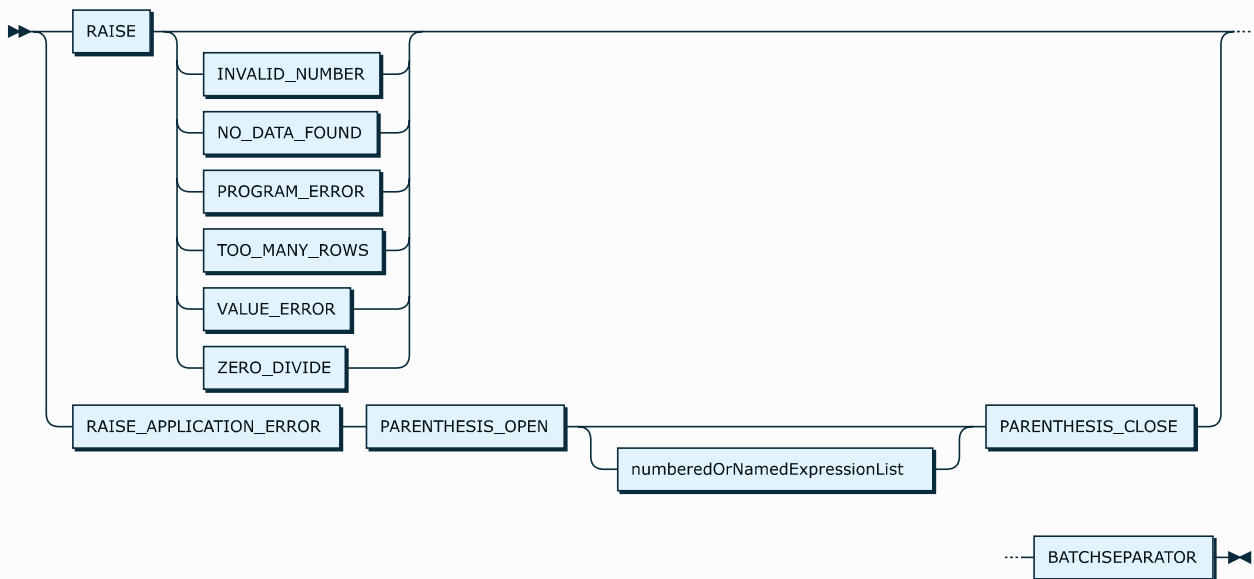 RAISE
INVALID_NUMBER
NO_DATA_FOUND
PROGRAM_ERROR
TOO_MANY_ROWS
VALUE_ERROR
ZERO_DIVIDE
RAISE_APPLICATION_ERROR PARENTHESIS_OPEN PARENTHESIS_CLOSE
numberedOrNamedExpressionList
BATCHSEPARATOR